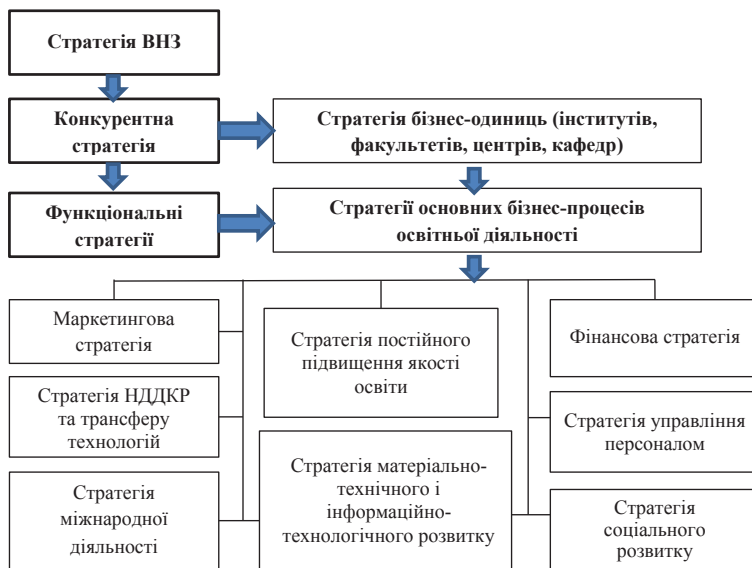 Стратегія ВНЗ
Конкурентна
стратегія
Стратегія бізнес-одиниць (інститутів,
факультетів, центрів, кафедр)
Функціональні
стратегії
Стратегії основних бізнес-процесів
освітньої діяльності
Маркетингова
стратегія
Стратегія постійного
підвищення якості
освіти
Фінансова стратегія
Стратегія НДДКР
та трансферу
технологій
Стратегія управління
персоналом
Стратегія
міжнародної
діяльності
Стратегія матеріально-
технічного і
інформаційно-
технологічного розвитку
Стратегія
соціального
розвитку